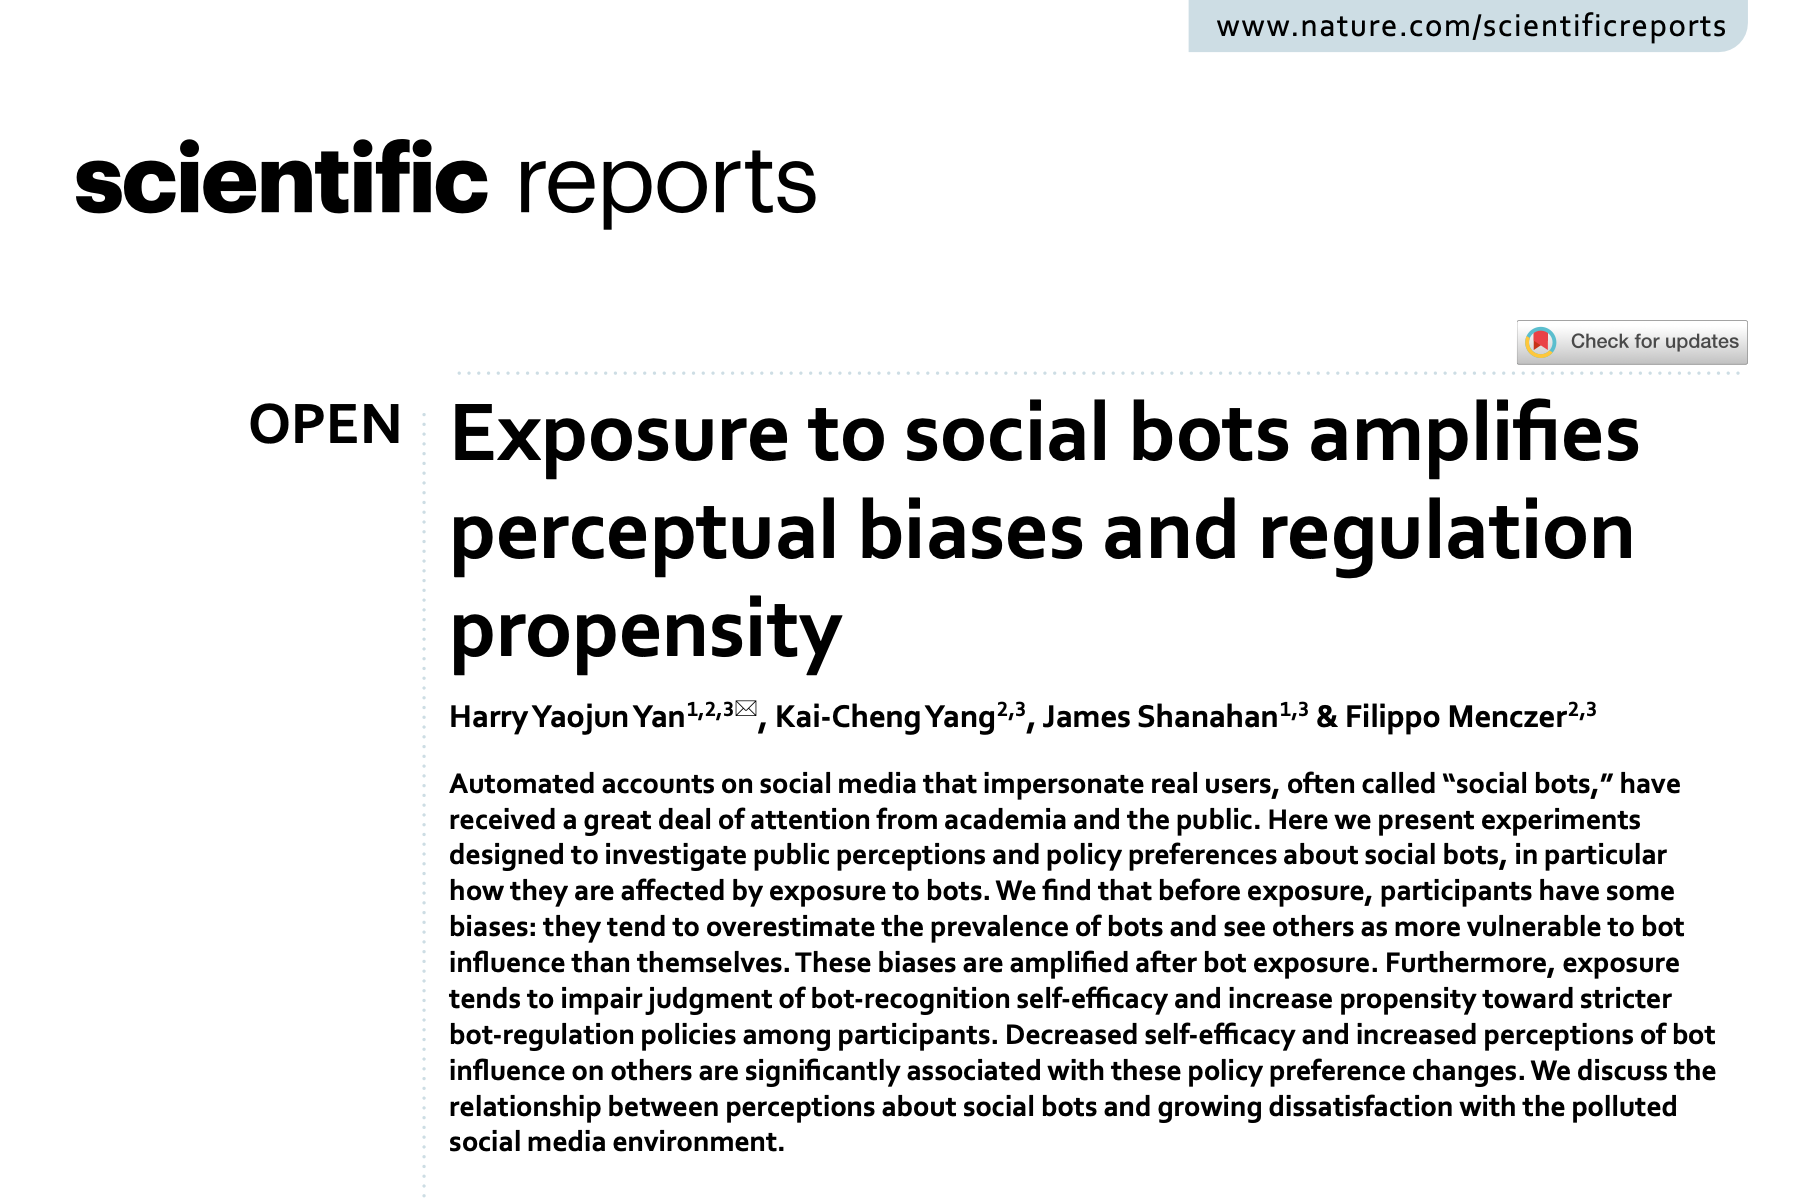 www.nature.com/scientificreports
scientific reports
Check for updates
OPEN
Exposure to social bots amplifies
perceptual biases and regulation
propensity
Harry Yaojun Yan1,2,3✉, Kai-Cheng Yang2,3, James Shanahan1,3 & Filippo Menczer2,3
Automated accounts on social media that impersonate real users, often called “social bots,” have
received a great deal of attention from academia and the public. Here we present experiments
designed to investigate public perceptions and policy preferences about social bots, in particular
how they are affected by exposure to bots. We find that before exposure, participants have some
biases: they tend to overestimate the prevalence of bots and see others as more vulnerable to bot
influence than themselves. These biases are amplified after bot exposure. Furthermore, exposure
tends to impair judgment of bot-recognition self-efficacy and increase propensity toward stricter
bot-regulation policies among participants. Decreased self-efficacy and increased perceptions of bot
influence on others are significantly associated with these policy preference changes. We discuss the
relationship between perceptions about social bots and growing dissatisfaction with the polluted
social media environment.